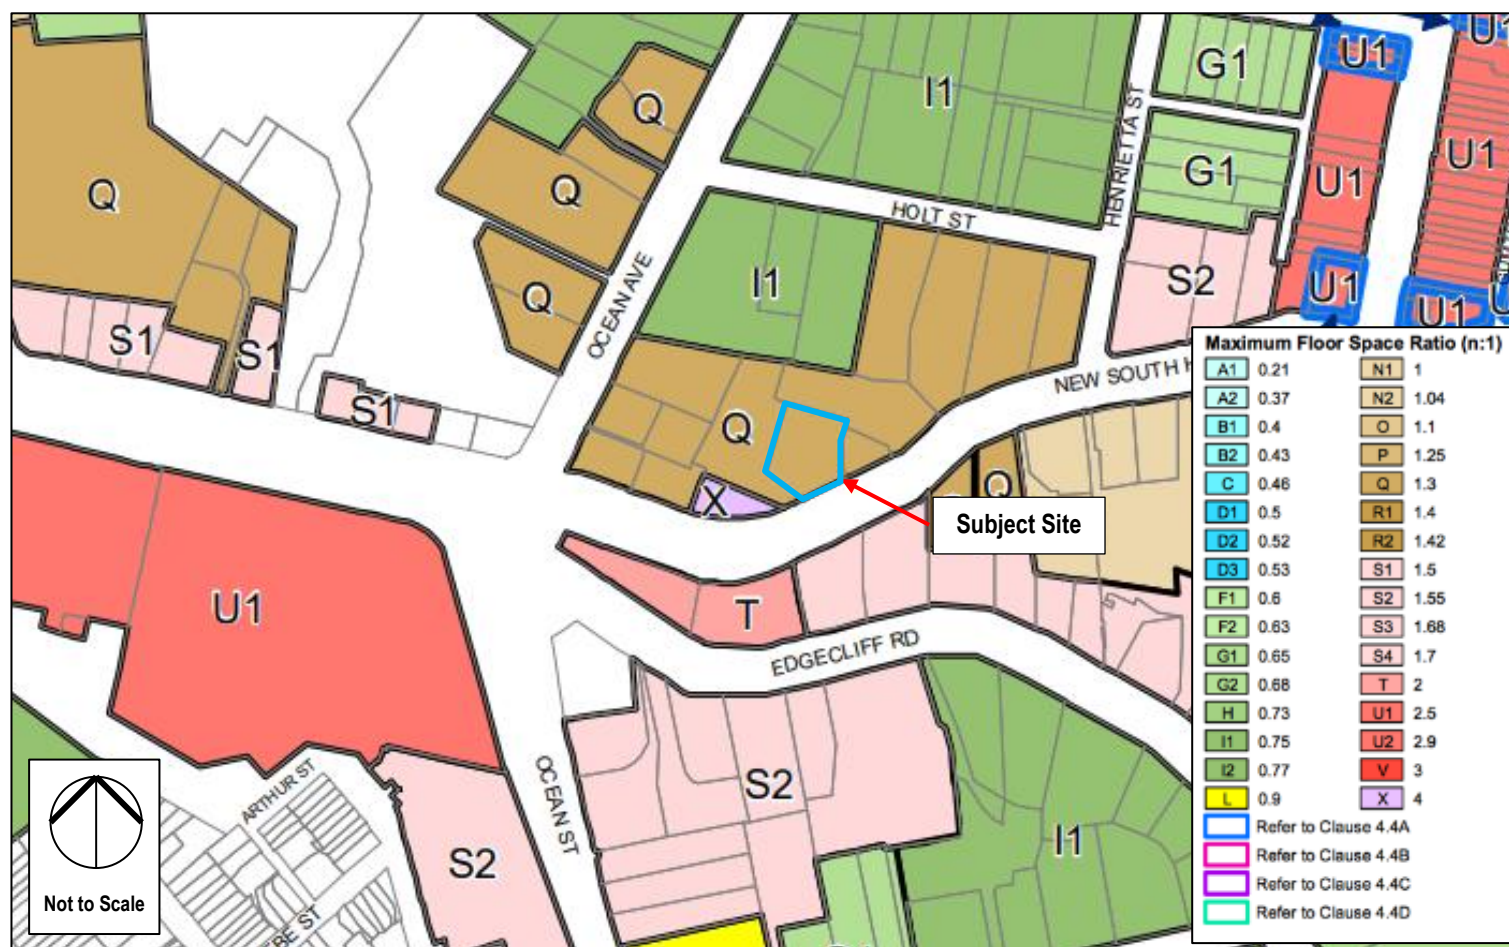 U1
U1
G1
I1
Q
U1
G1
Q
U1
Q
HENRIETTA ST
HOLT ST
I1
S2
Q
U1
U1
OCEAN AVE
S1
S1
S1
NEW SOUTH H
Q
Q
X
Subject Site
U1
T
EDGECLIFF RD
S2
I1
S2
OCEAN ST
ARTHUR ST
BE ST
Not to Scale
Maximum Floor Space Ratio (n:1)
A1 0.21 N1 1
A2 0.37 N2 1.04
B1 0.4 O 1.1
B2 0.43 P 1.25
C 0.46 Q 1.3
D1 0.5 R1 1.4
D2 0.52 R2 1.42
D3 0.53 S1 1.5
F1 0.6 S2 1.55
F2 0.63 S3 1.68
G1 0.65 S4 1.7
G2 0.68 T 2
H 0.73 U1 2.5
I1 0.75 U2 2.9
I2 0.77 V 3
L 0.9 X 4
Refer to Clause 4.4A
Refer to Clause 4.4B
Refer to Clause 4.4C
Refer to Clause 4.4D